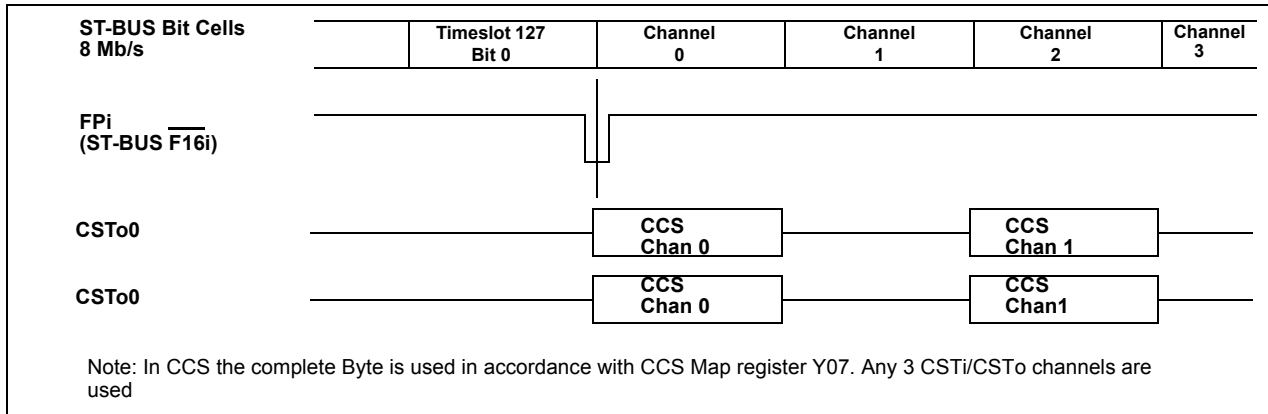 ST-BUS Bit Cells
8 Mb/s
Timeslot 127
Bit 0
Channel
0
Channel
1
Channel
2
Channel
3
FPi
(ST-BUS F16i)
CSTo0
CCS
Chan 0
CCS
Chan 1
CSTo0
CCS
Chan 0
CCS
Chan1
Note: In CCS the complete Byte is used in accordance with CCS Map register Y07. Any 3 CSTi/CSTo channels are
used